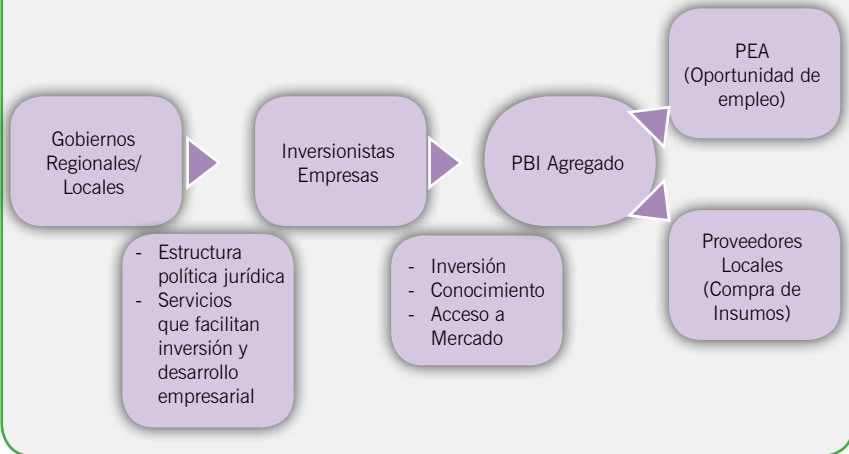 Gobiernos
Regionales/
Locales
- Estructura
política jurídica
- Servicios
que facilitan
inversión y
desarrollo
empresarial
Inversionistas
Empresas
- Inversión
- Conocimiento
- Acceso a
Mercado
PBI Agregado
PEA
(Oportunidad de
empleo)
Proveedores
Locales
(Compra de
Insumos)